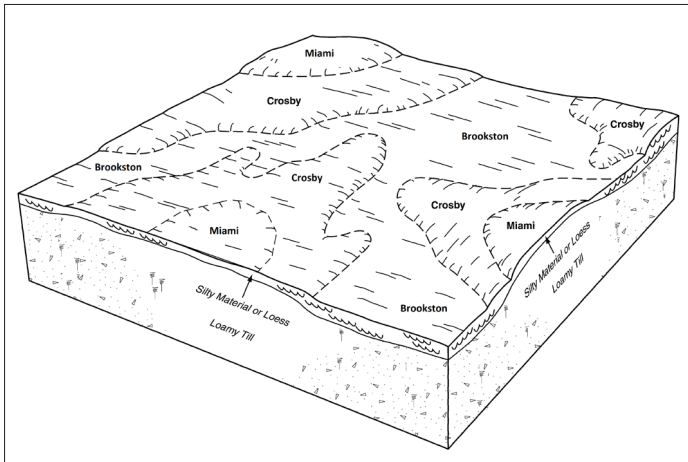 Miami
Crosby
Crosby
Brookston
Brookston
Crosby
Crosby
Miami
Miami
Brookston
Silty Material or Loess
Loamy Till
Silty Material or Loess
Loamy Till